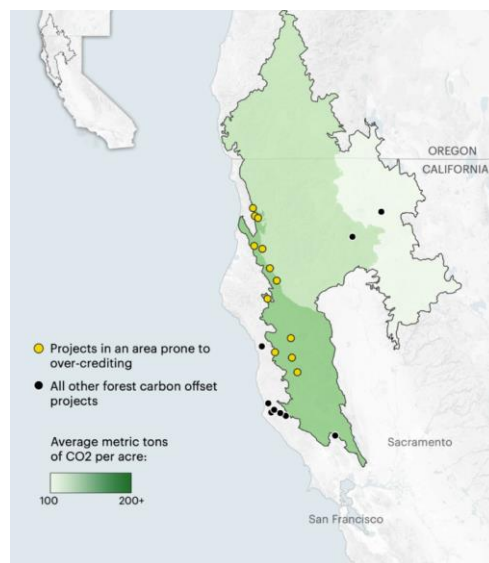 OREGON
CALIFORNIA
Projects in an area prone to
over-crediting
All other forest carbon offset
projects
Average metric tons
of CO2 per acre:
100
200+
Sacramento
San Francisco